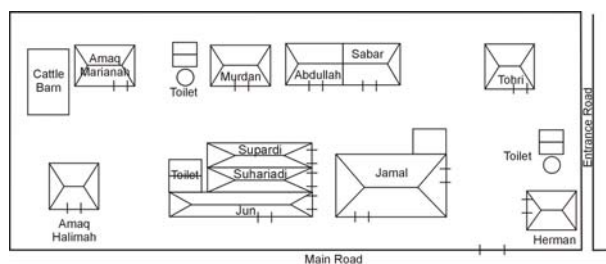 Cattle
Barn
Amaq
Marianah
Toilet
Murdan
Abdullah
Sabar
Tohri
Entrance Road
Toilet
Supardi
Suhariadi
Jun
Toilet
Jamal
Amaq
Halimah
Herman
Main Road